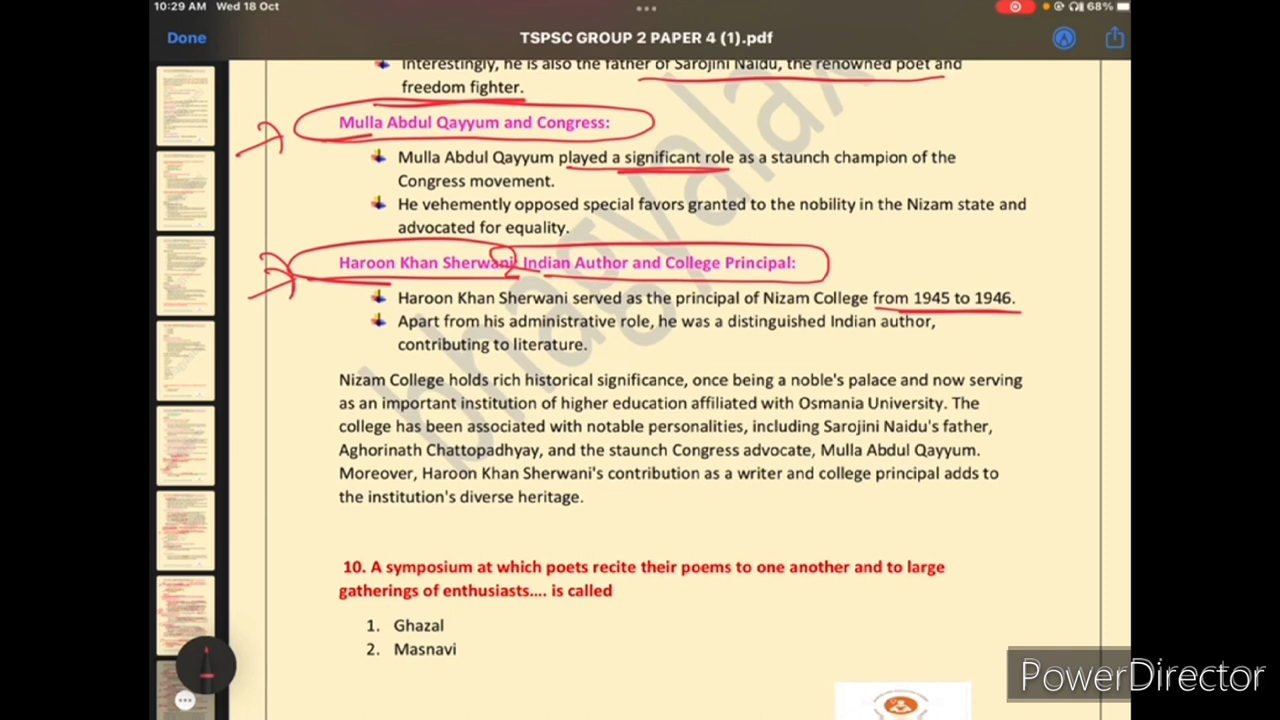 10:29 AM Wed 18 Oct
68%
Done
TSPSC GROUP 2 PAPER 4 (1).pdf
Interestingly, he is also the father of Sarojini Naidu, the renowned poet and
freedom fighter.
Mulla Abdul Qayyum and Congress:
Mulla Abdul Qayyum played a significant role as a staunch champion of the
Congress movement.
He vehemently opposed special favors granted to the nobility in the Nizam state and
advocated for equality.
Haroon Khan Sherwani: Indian Author and College Principal:
Haroon Khan Sherwani served as the principal of Nizam College from 1945 to 1946.
Apart from his administrative role, he was a distinguished Indian author,
contributing to literature.
Nizam College holds rich historical significance, once being a noble's palace and now serving
as an important institution of higher education affiliated with Osmania University. The
college has been associated with notable personalities, including Sarojini Naidu's father,
Aghorinath Chattopadhyay, and the staunch Congress advocate, Mulla Abdul Qayyum.
Moreover, Haroon Khan Sherwani's contribution as a writer and college principal adds to
the institution's diverse heritage.
10. A symposium at which poets recite their poems to one another and to large
gatherings of enthusiasts.... is called
1. Ghazal
2. Masnavi
PowerDirector